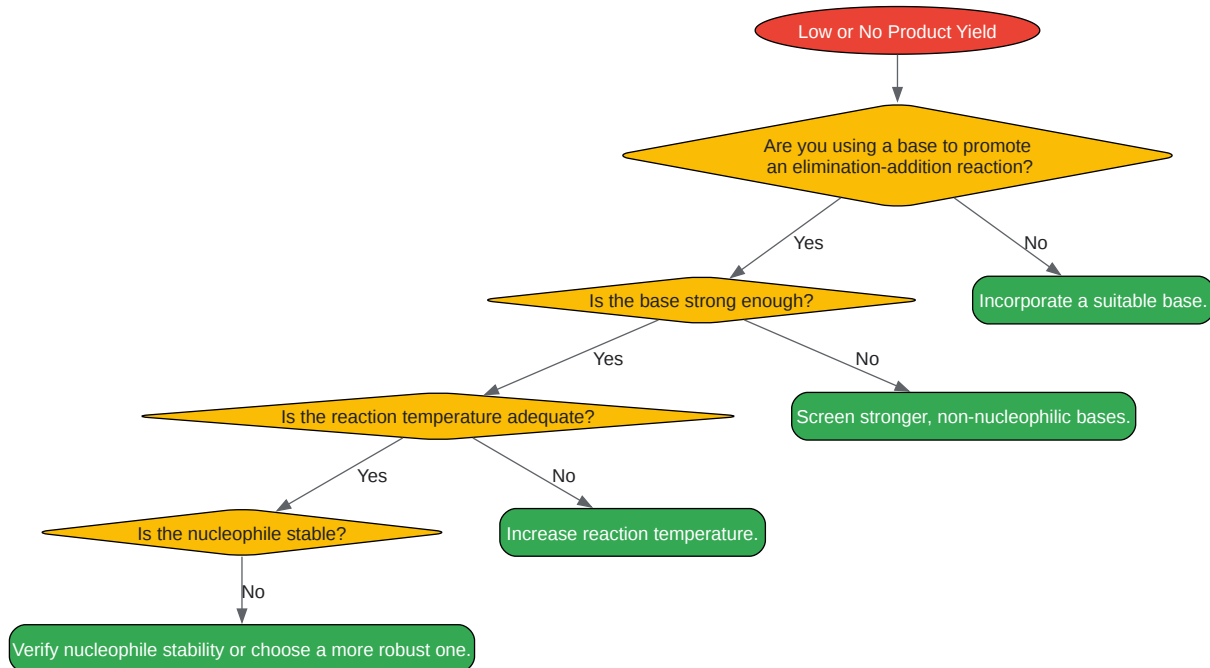 Low or No Product Yield
Are you using a base to promote
an elimination-addition reaction?
Yes
No
Is the base strong enough?
Incorporate a suitable base.
Yes
No
Is the reaction temperature adequate?
Screen stronger, non-nucleophilic bases.
Yes
No
Is the nucleophile stable?
Increase reaction temperature.
No
Verify nucleophile stability or choose a more robust one.